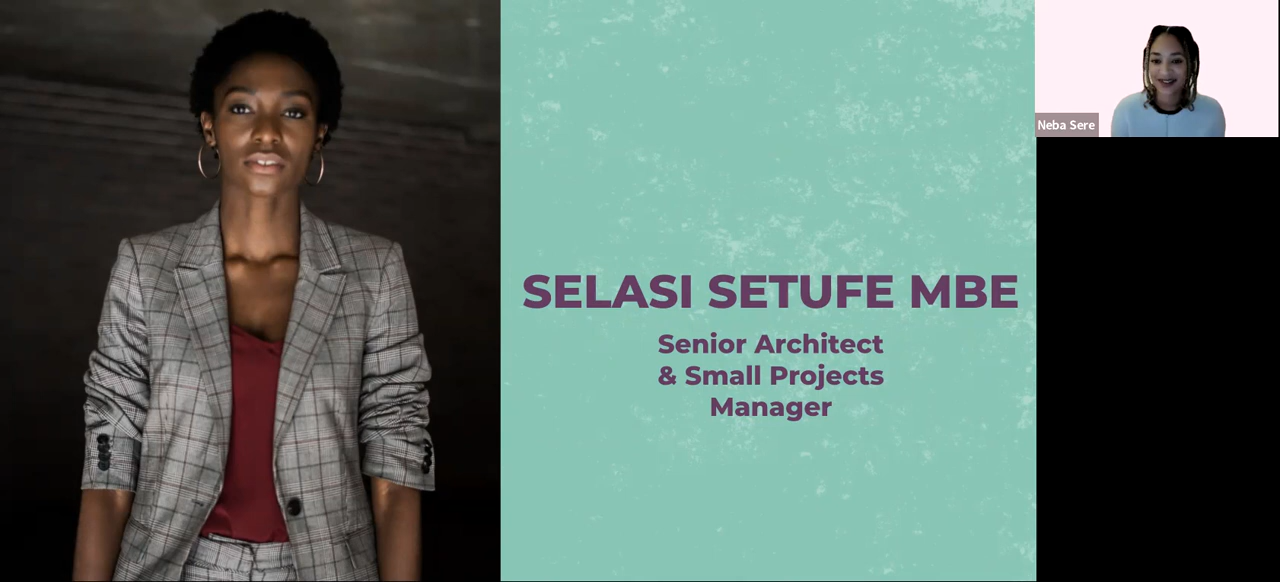 SELASI SETUFE MBE
Senior Architect
& Small Projects
Manager
Neba Sere